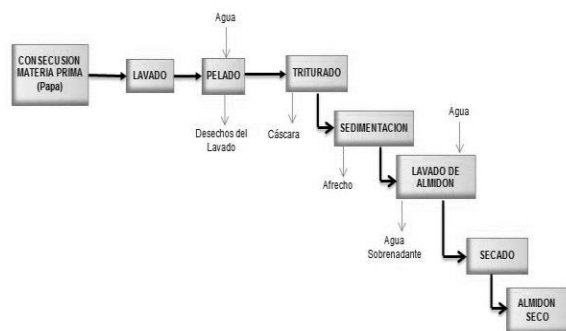 Agua
CONSECUSION
MATERIA PRIMA
(Papa)
LAVADO
PELADO
TRITURADO
Desechos del
Lavado
Cáscara
SEDIMENTACION
Agua
Afrecho
LAVADO DE
ALMIDON
Agua
Sobrenadante
SECADO
ALMIDON
SECO